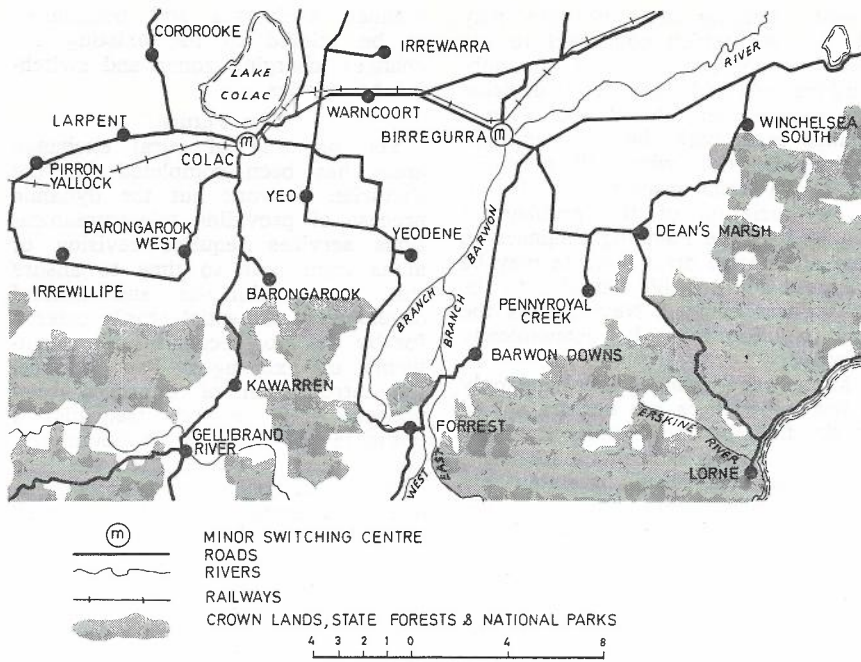 COROROOKE
IRREWARRA
LAKE
COLAC
RIVER
WARNCOORT
LARPENT
BIRREGURRA
WINCHELSEA
SOUTH
COLAC
PIRRON
YALLOCK
YEO
BARWON
BARONGAROOK
WEST
YEODENE
DEAN'S MARSH
IRREWILLIPE
BARONGAROOK
BRANCH
BRANCH
PENNYROYAL
CREEK
BARWON DOWNS
KAWARREN
ERSKINE RIVER
FORREST
GELLIBRAND
RIVER
WEST
EAST
LORNE
m
m
m MINOR SWITCHING CENTRE
ROADS
RIVERS
RAILWAYS
CROWN LANDS, STATE FORESTS & NATIONAL PARKS
4 3 2 1 0 4 8